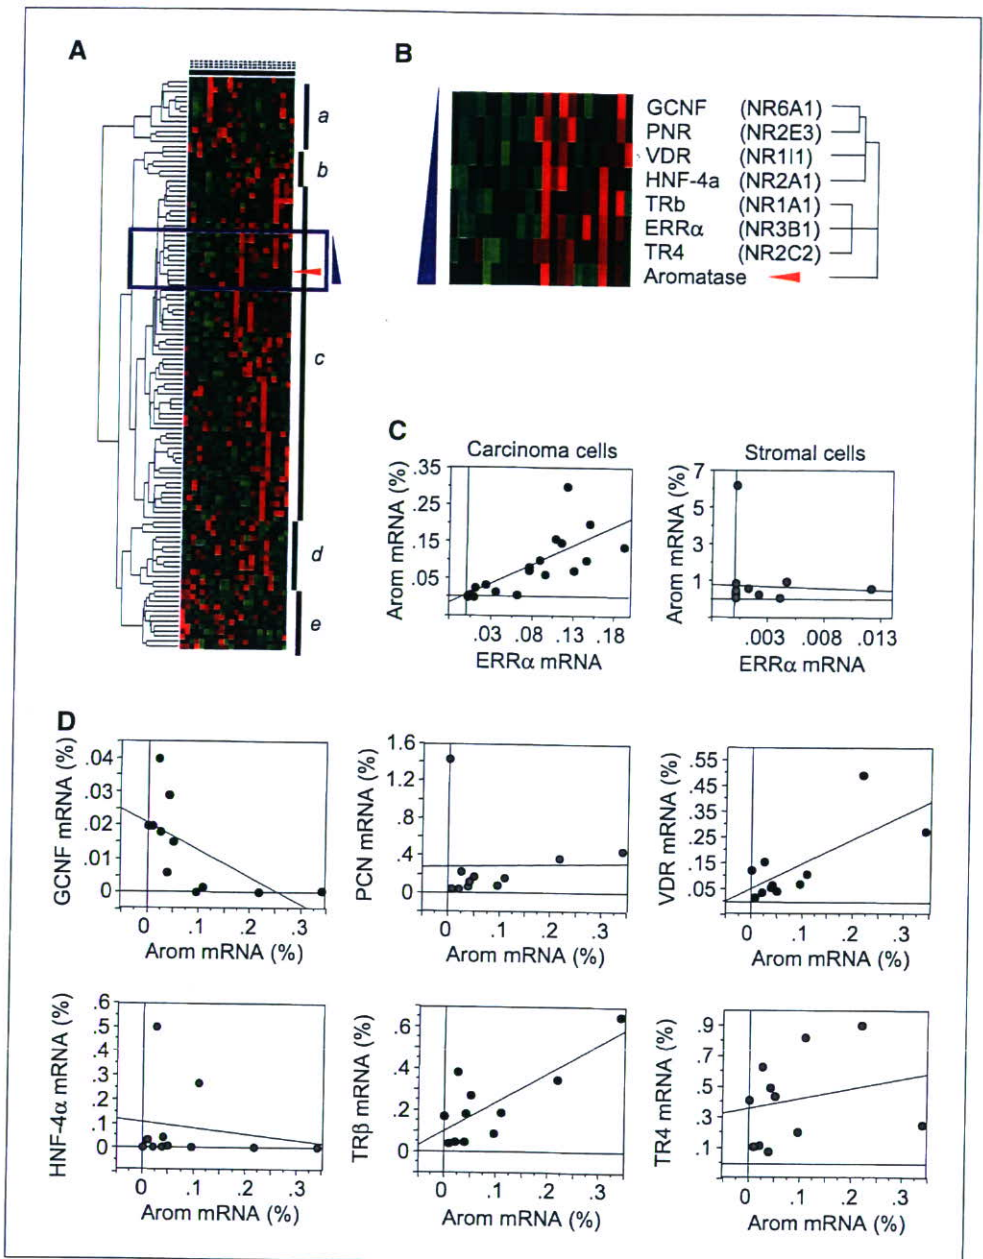 A
a
b
c
d
e
B
GCNF (NR6A1)
PNR (NR2E3)
VDR (NR1I1)
HNF-4a (NR2A1)
TRb (NR1A1)
ERRα (NR3B1)
TR4 (NR2C2)
Aromatase
C
Carcinoma cells
Arom mRNA (%)
.35
.25
.15
.05
.03 .08 .13 .18
ERRα mRNA
Stromal cells
Arom mRNA (%)
7
5
3
1
.003 .008 .013
ERRα mRNA
D
GCNF mRNA (%)
.04
.03
.02
.01
0
0 .1 .2 .3
Arom mRNA (%)
PCN mRNA (%)
1.6
1.2
.8
.4
0
0 .1 .2 .3
Arom mRNA (%)
VDR mRNA (%)
.55
.45
.35
.25
.15
.05
0 .1 .2 .3
Arom mRNA (%)
HNF-4α mRNA (%)
.6
.5
.4
.3
.2
.1
0
0 .1 .2 .3
Arom mRNA (%)
TRβ mRNA (%)
.6
.4
.2
0
0 .1 .2 .3
Arom mRNA (%)
TR4 mRNA (%)
.9
.7
.5
.3
.1
0 .1 .2 .3
Arom mRNA (%)